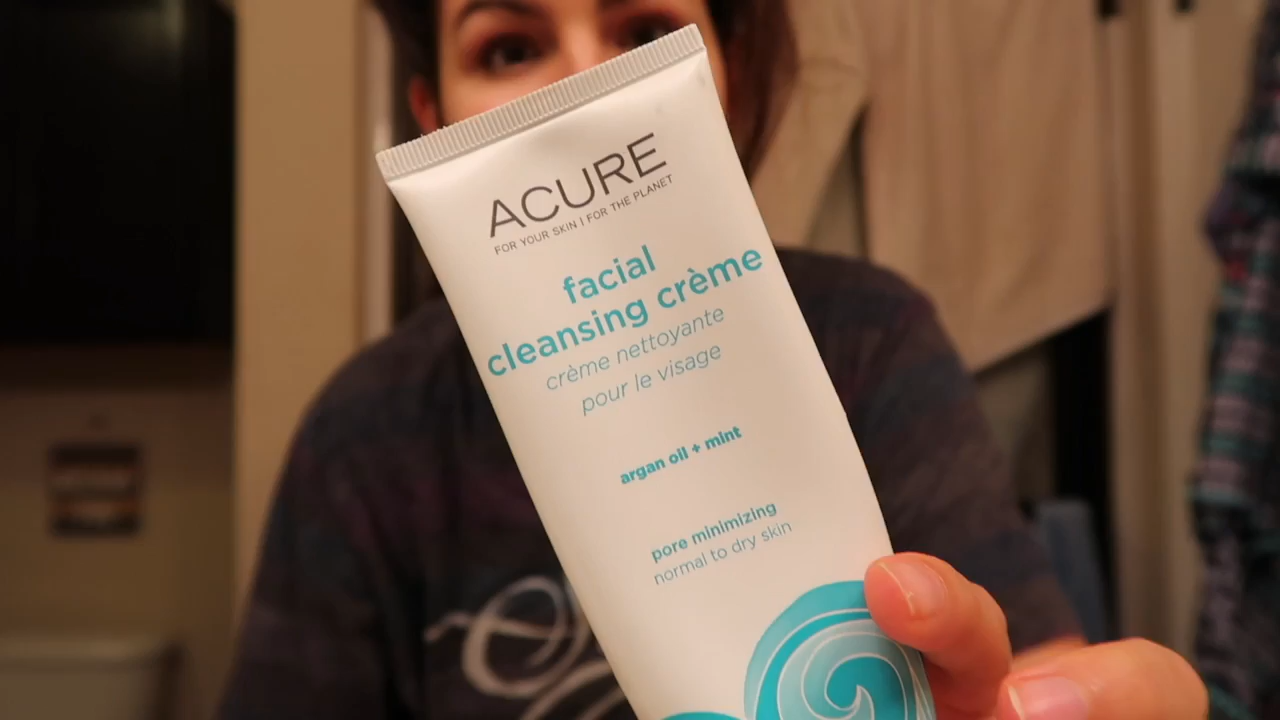 ACURE
FOR YOUR SKIN | FOR THE PLANET
facial
cleansing crème
crème nettoyante
pour le visage
argan oil + mint
pore minimizing
normal to dry skin